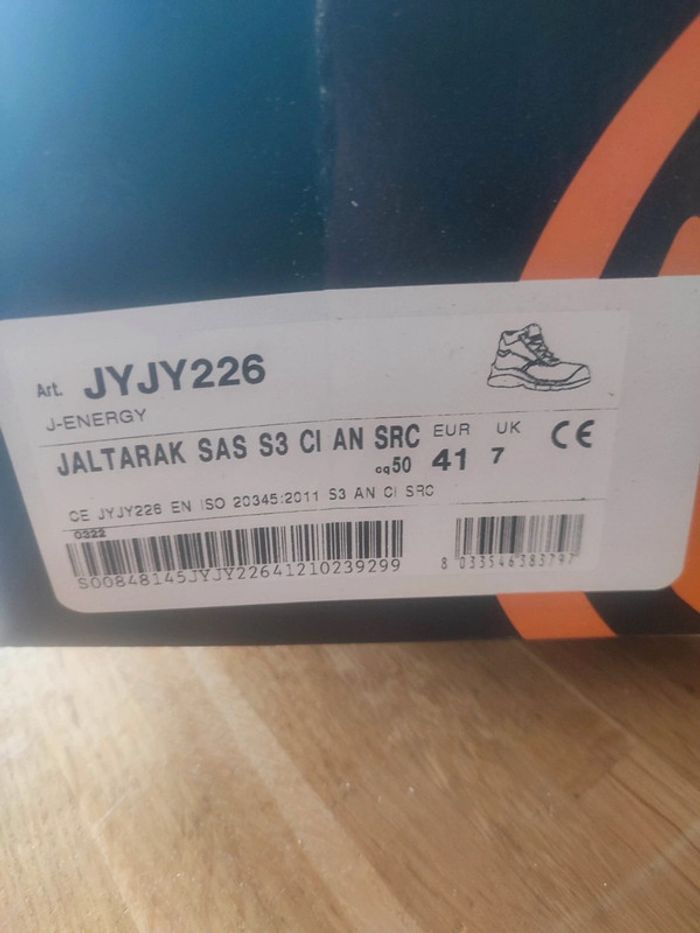 Art. JYJY226
J-ENERGY
JALTARAK SAS S3 CI AN SRC EUR UK CE
cq50 41 7
CE JYJY226 EN ISO 20345:2011 S3 AN CI SRC
0322
S00848145JYJY22641210239299
8 033546383797